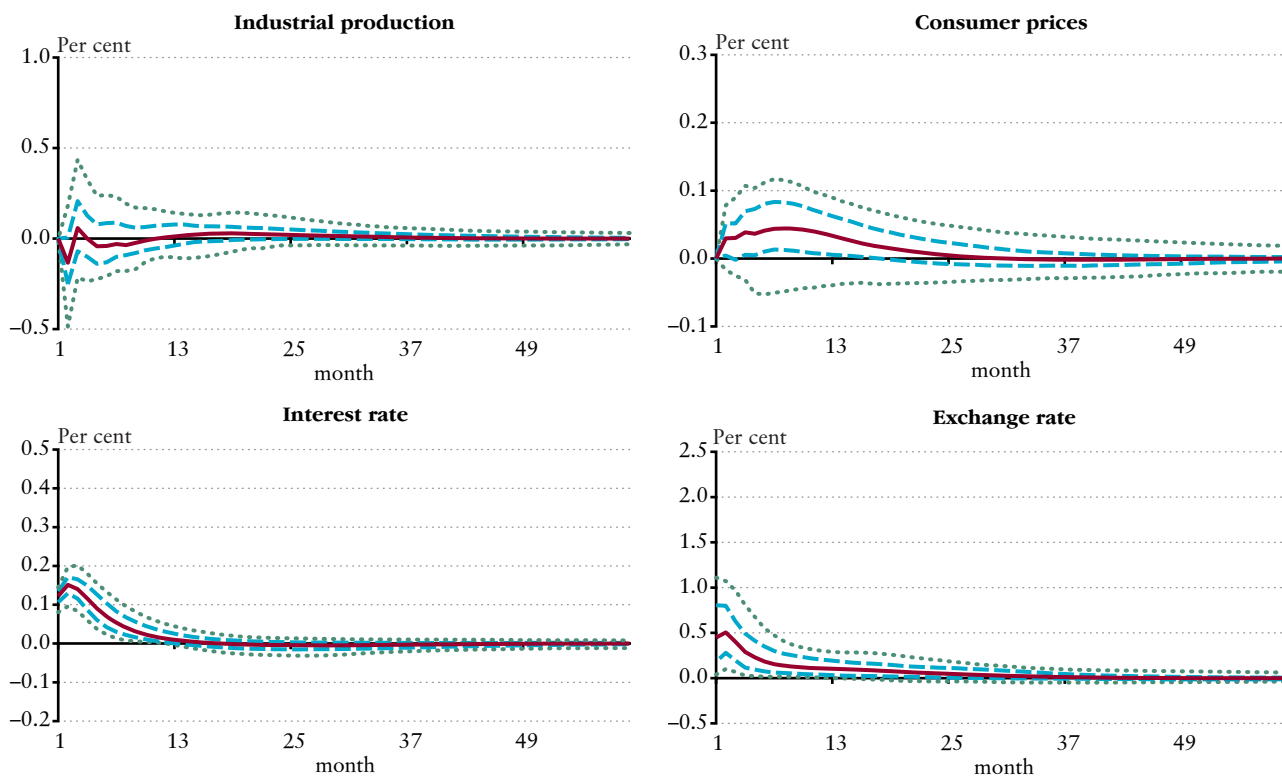 Industrial production
Per cent
1.0
0.5
0.0
–0.5
1 13 25 37 49
month
Consumer prices
Per cent
0.3
0.2
0.1
0.0
–0.1
1 13 25 37 49
month
Interest rate
Per cent
0.5
0.4
0.3
0.2
0.1
0.0
–0.1
–0.2
1 13 25 37 49
month
Exchange rate
Per cent
2.5
2.0
1.5
1.0
0.5
0.0
–0.5
1 13 25 37 49
month